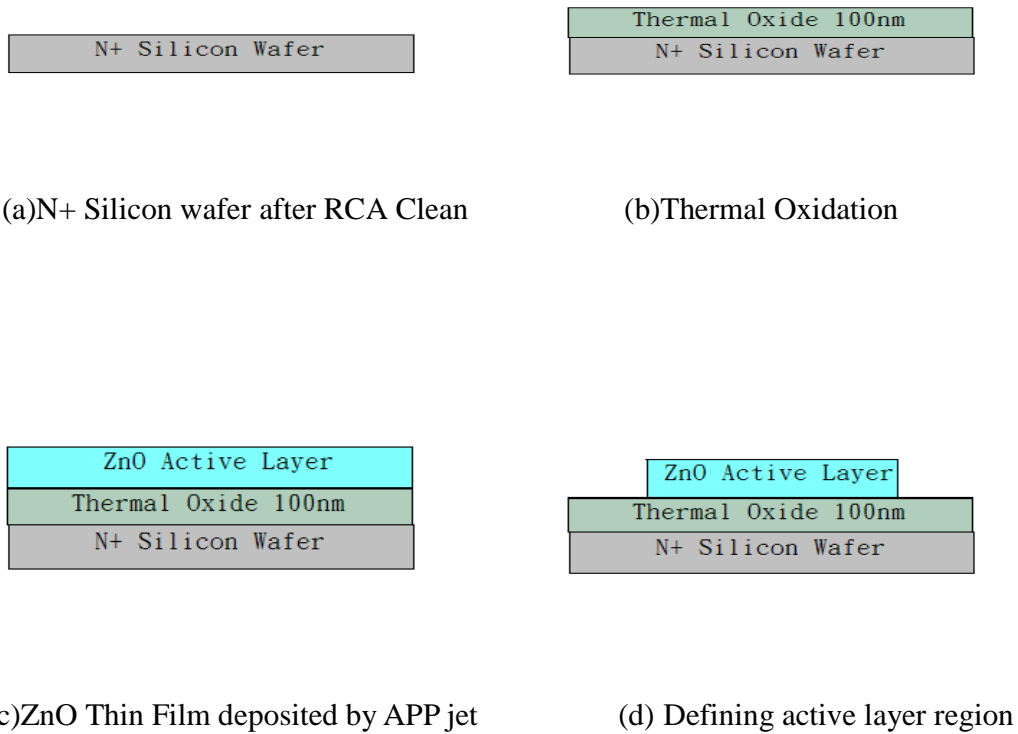 N+ Silicon Wafer
Thermal Oxide 100nm
N+ Silicon Wafer
(a)N+ Silicon wafer after RCA Clean
(b)Thermal Oxidation
ZnO Active Layer
Thermal Oxide 100nm
N+ Silicon Wafer
ZnO Active Layer
Thermal Oxide 100nm
N+ Silicon Wafer
c)ZnO Thin Film deposited by APP jet
(d) Defining active layer region